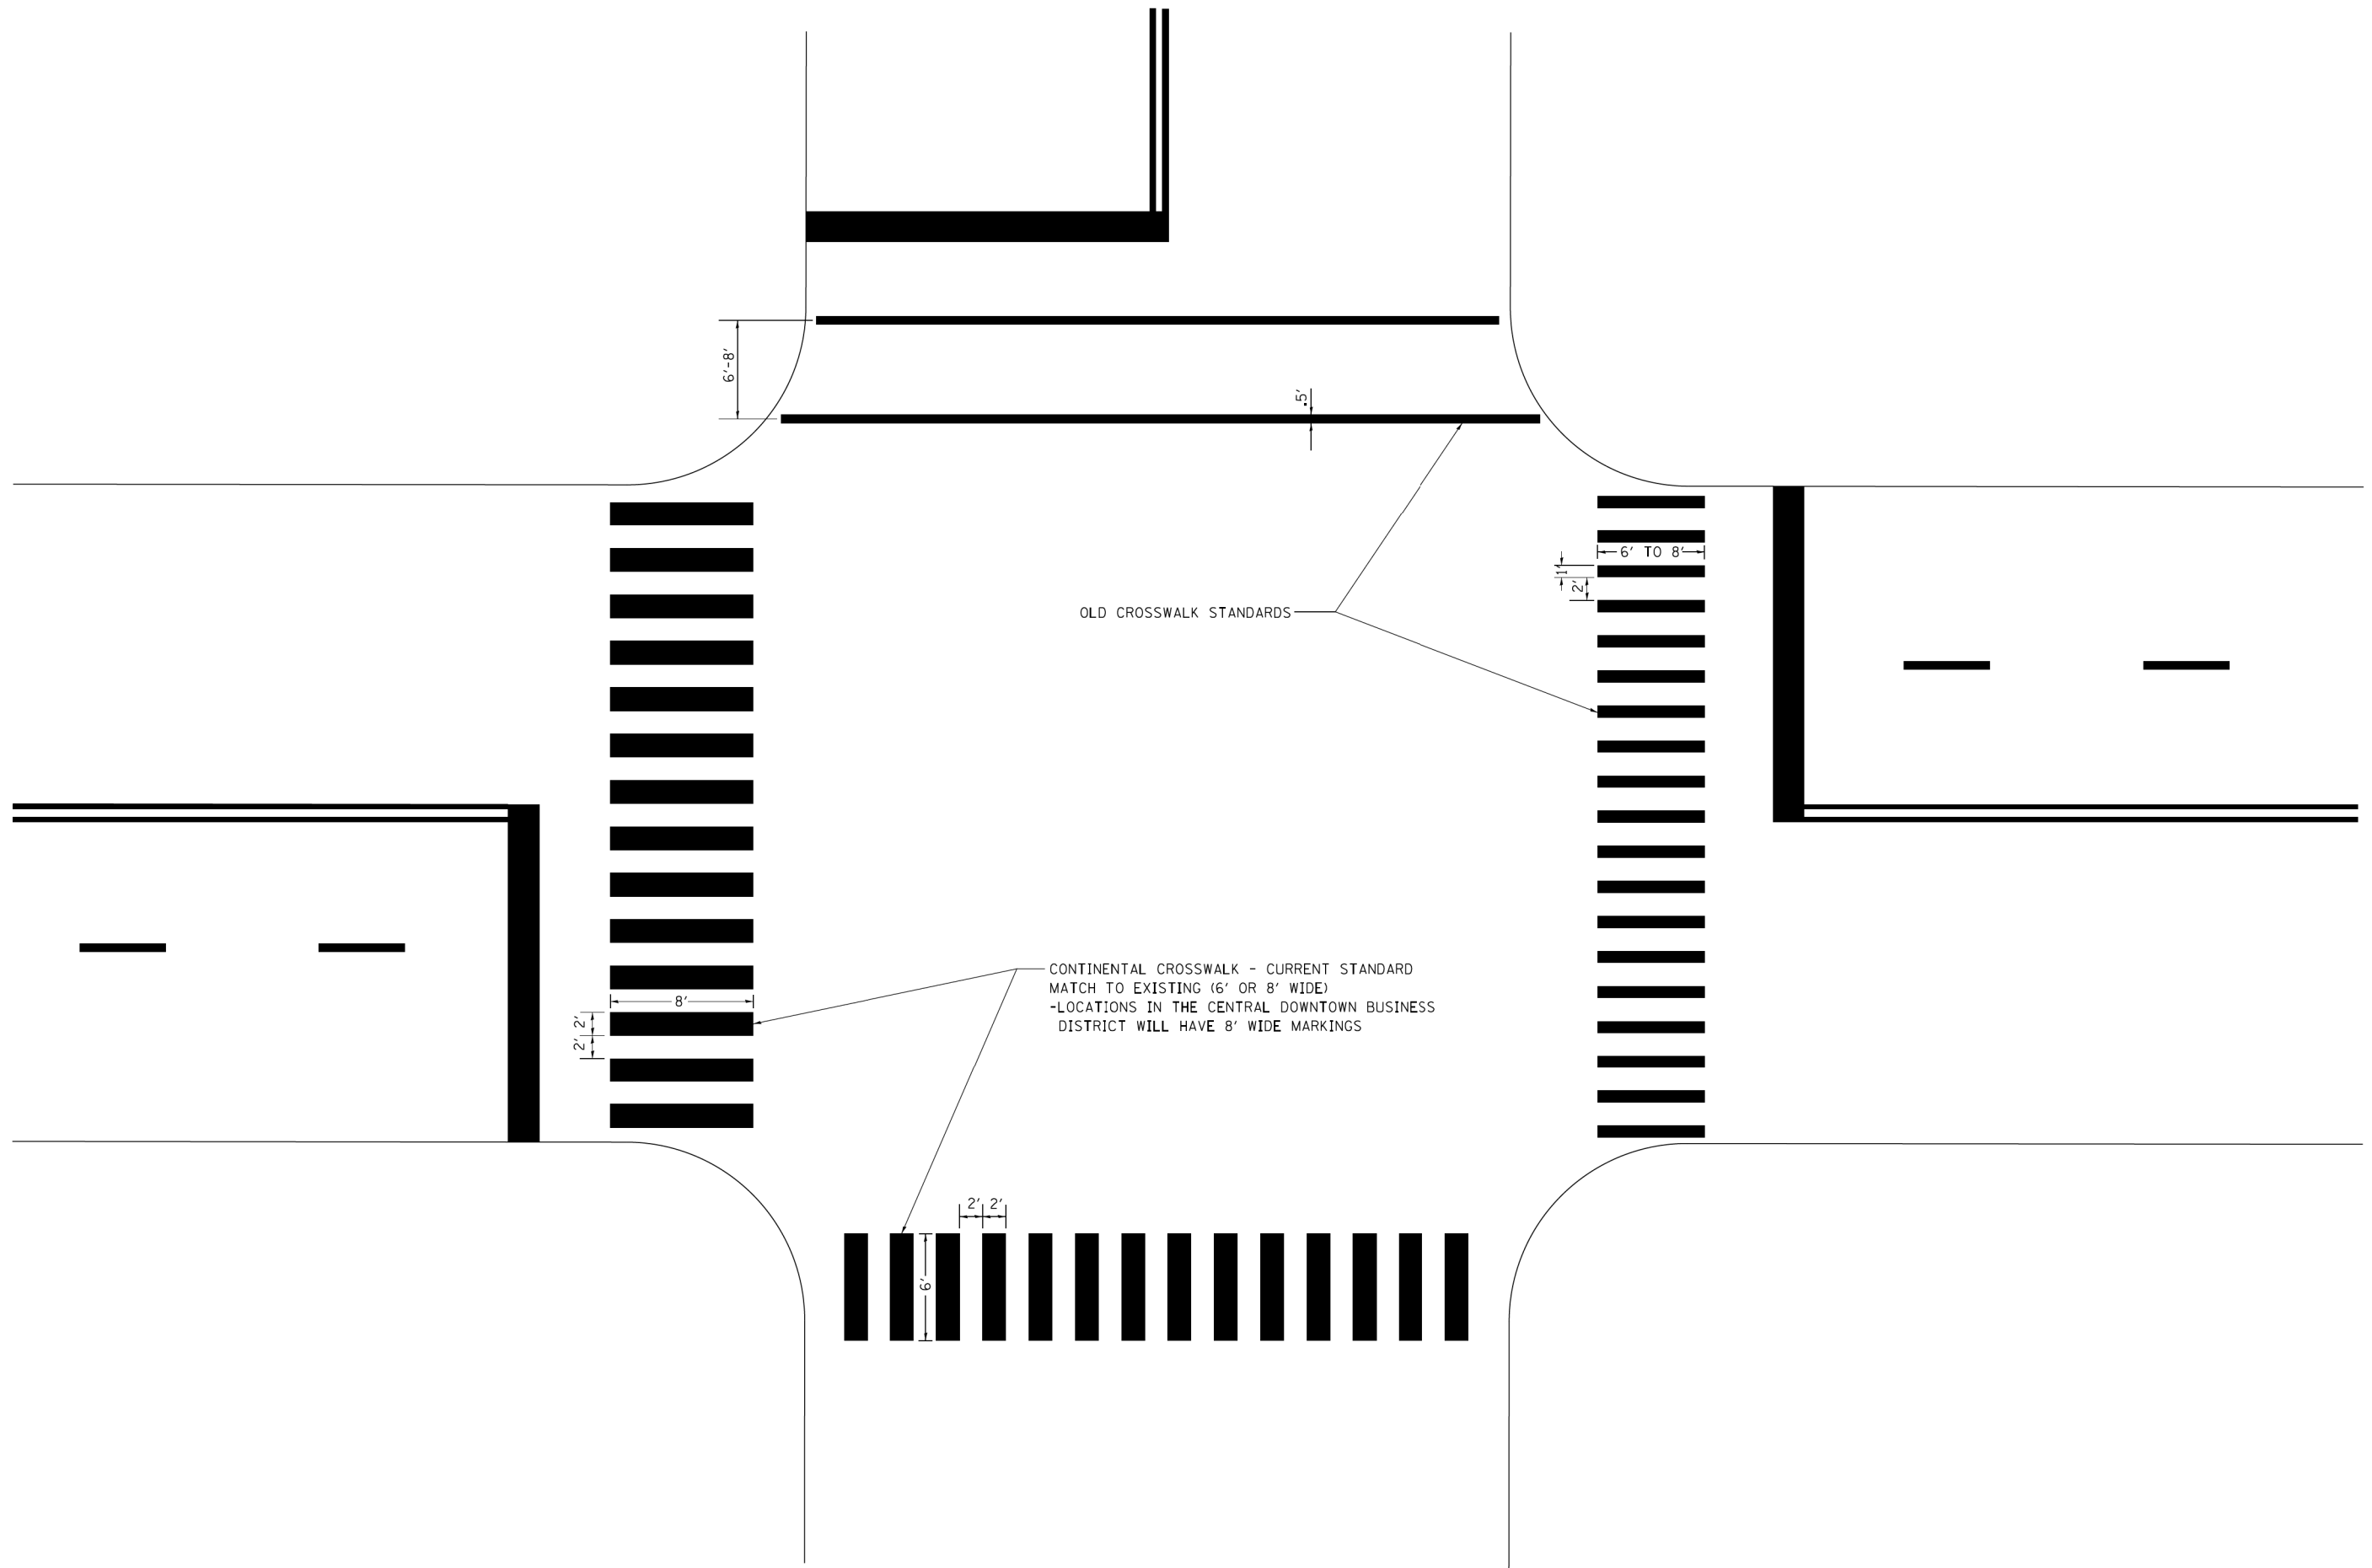 6'-8'
.5'
6' TO 8'
1'
2'
OLD CROSSWALK STANDARDS
CONTINENTAL CROSSWALK - CURRENT STANDARD
MATCH TO EXISTING (6' OR 8' WIDE)
-LOCATIONS IN THE CENTRAL DOWNTOWN BUSINESS
DISTRICT WILL HAVE 8' WIDE MARKINGS
8'
2'
2'
2' 2'
6'